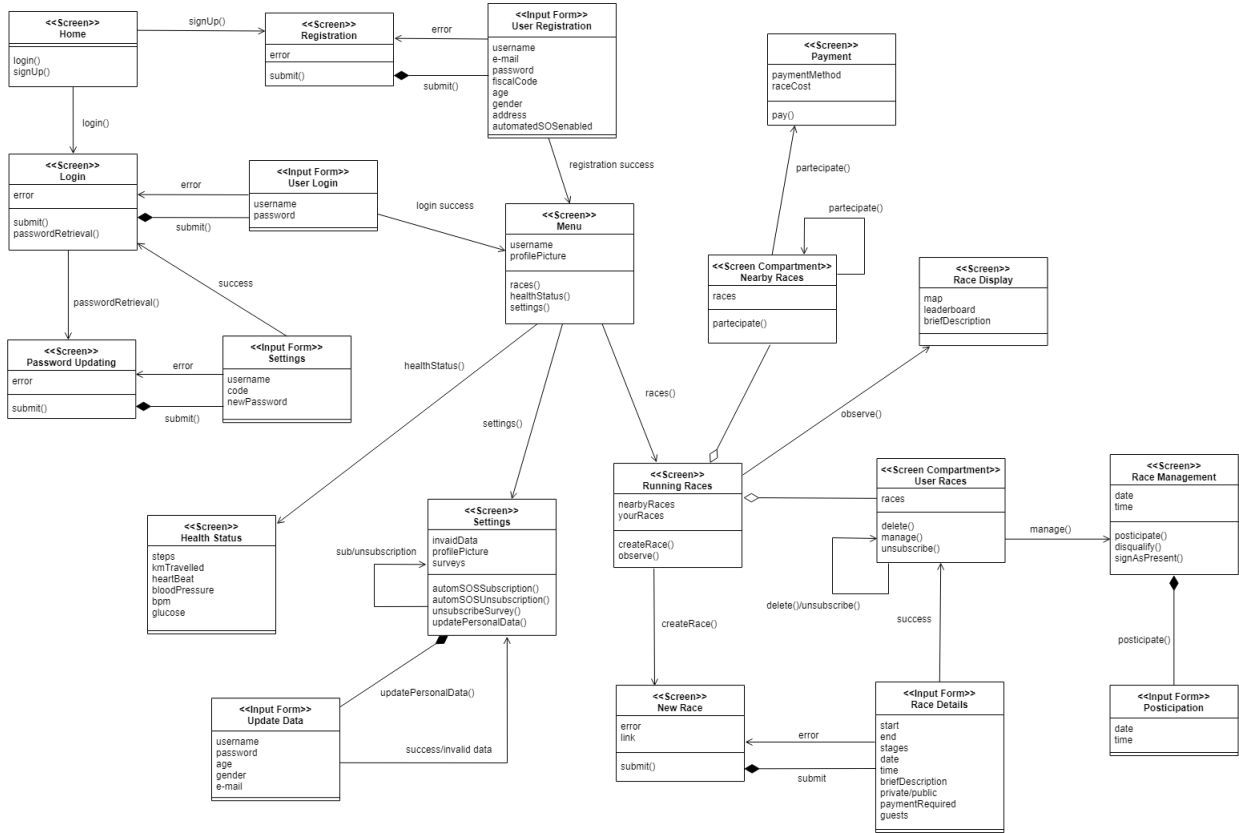 <<Screen>>
Home
login()
signUp()
signUp()
<<Screen>>
Registration
error
submit()
error
submit()
<<Input Form>>
User Registration
username
e-mail
password
fiscalCode
age
gender
address
automatedSOSenabled
<<Screen>>
Payment
paymentMethod
raceCost
pay()
login()
registration success
partecipate()
<<Screen>>
Login
error
submit()
passwordRetrieval()
error
submit()
<<Input Form>>
User Login
username
password
login success
<<Screen>>
Menu
username
profilePicture
races()
healthStatus()
settings()
partecipate()
<<Screen Compartment>>
Nearby Races
races
partecipate()
<<Screen>>
Race Display
map
leaderboard
briefDescription
passwordRetrieval()
success
<<Screen>>
Password Updating
error
submit()
error
submit()
<<Input Form>>
Settings
username
code
newPassword
healthStatus()
settings()
races()
observe()
<<Screen>>
Running Races
nearbyRaces
yourRaces
createRace()
observe()
<<Screen Compartment>>
User Races
races
delete()
manage()
unsubscribe()
manage()
<<Screen>>
Race Management
date
time
posticipate()
disqualify()
signAsPresent()
<<Screen>>
Health Status
steps
kmTravelled
heartBeat
bloodPressure
bpm
glucose
sub/unsubscription
<<Screen>>
Settings
invaidData
profilePicture
surveys
automSOSSubscription()
automSOSUnsubscription()
unsubscribeSurvey()
updatePersonalData()
delete()/unsubscribe()
createRace()
success
posticipate()
updatePersonalData()
<<Input Form>>
Update Data
username
password
age
gender
e-mail
success/invalid data
<<Screen>>
New Race
error
link
submit()
error
submit
<<Input Form>>
Race Details
start
end
stages
date
time
briefDescription
private/public
paymentRequired
guests
<<Input Form>>
Posticipation
date
time